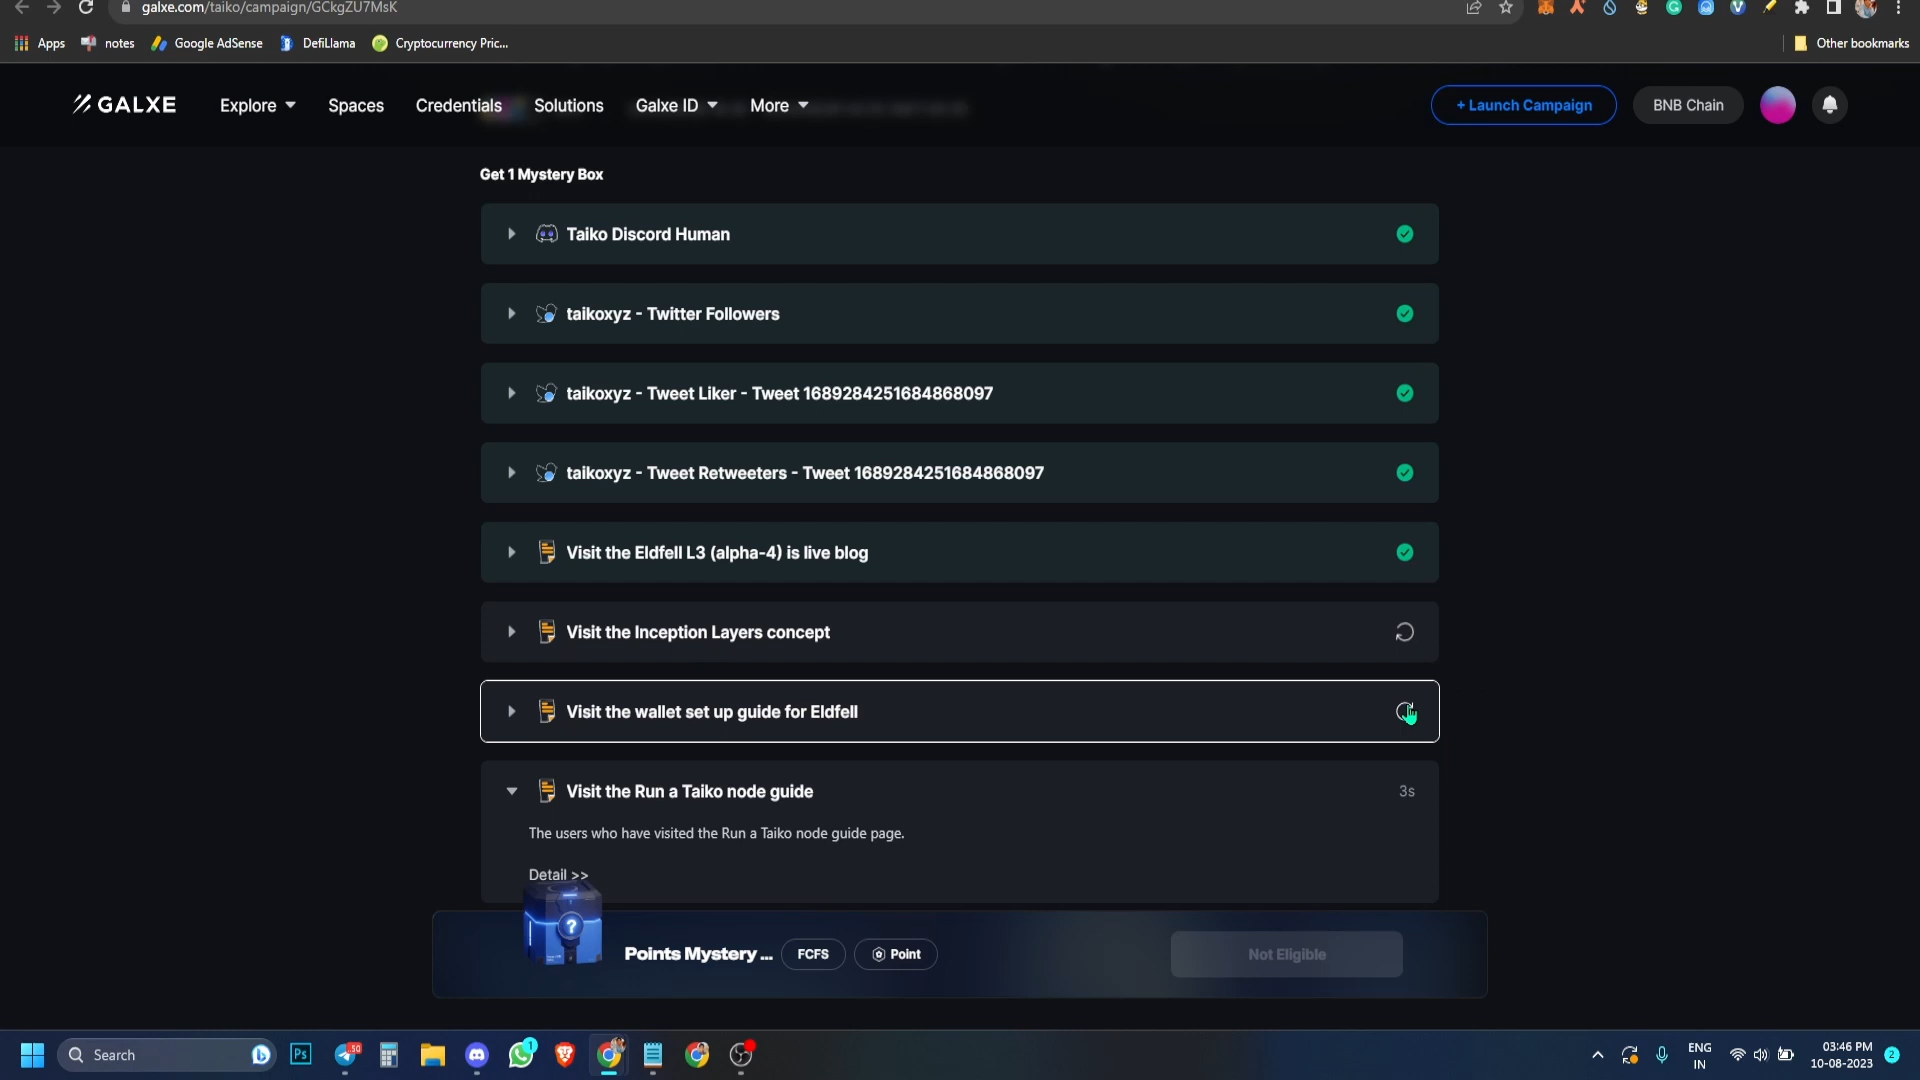 galxe.com/taiko/campaign/GCkgZU7MsK
Apps
notes
Google AdSense
DefiLlama
Cryptocurrency Pric...
Other bookmarks
GALXE
Explore
Spaces
Credentials
Solutions
Galxe ID
More
+ Launch Campaign
BNB Chain
Get 1 Mystery Box
Taiko Discord Human
taikoxyz - Twitter Followers
taikoxyz - Tweet Liker - Tweet 1689284251684868097
taikoxyz - Tweet Retweeters - Tweet 1689284251684868097
Visit the Eldfell L3 (alpha-4) is live blog
Visit the Inception Layers concept
Visit the wallet set up guide for Eldfell
Visit the Run a Taiko node guide
3s
The users who have visited the Run a Taiko node guide page.
Detail >>
?
Points Mystery ...
FCFS
Point
Not Eligible
Search
Ps
50
1
ENG
IN
03:46 PM
10-08-2023
2